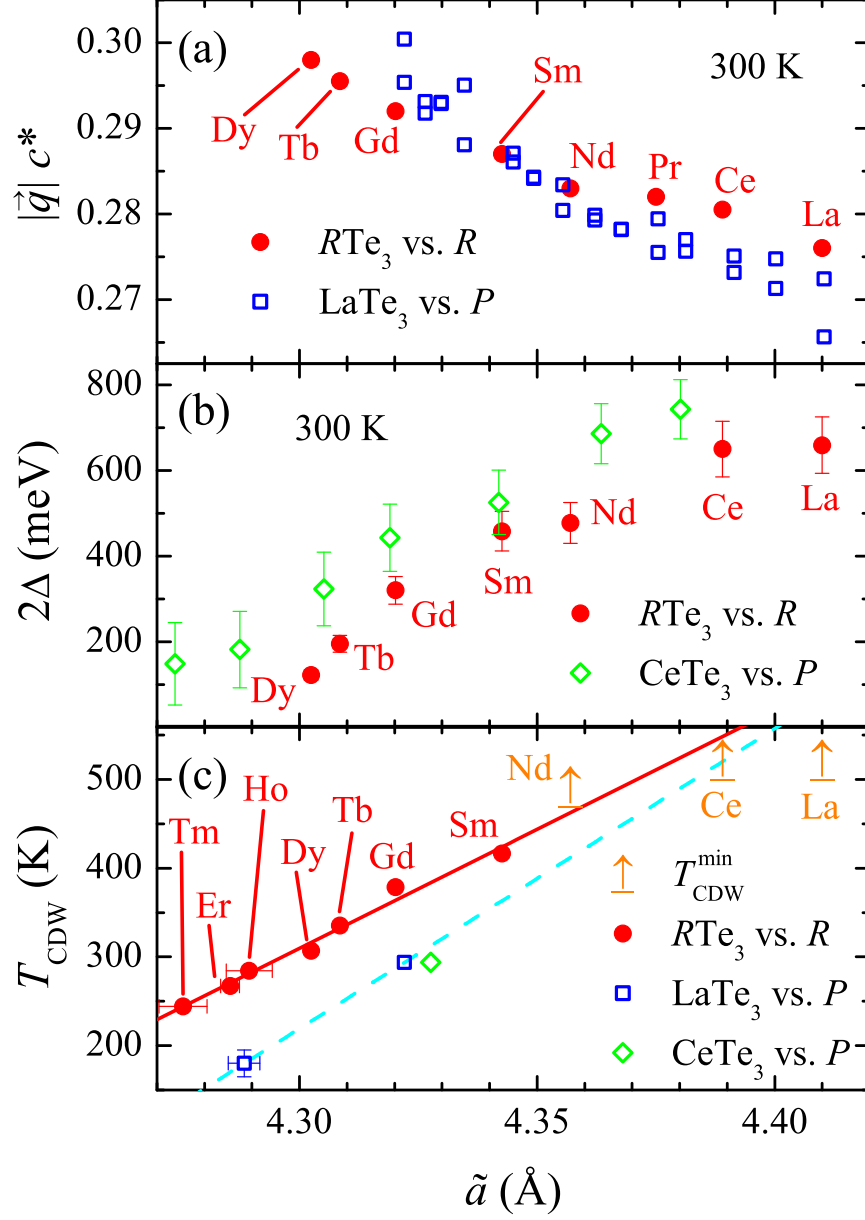 (a)
300 K
0.30
0.29
0.28
0.27
|q⃗| c*
Dy
Tb
Gd
Sm
Nd
Pr
Ce
La
RTe₃ vs. R
LaTe₃ vs. P
(b)
300 K
800
600
400
200
2Δ (meV)
Dy
Tb
Gd
Sm
Nd
Ce
La
RTe₃ vs. R
CeTe₃ vs. P
(c)
500
400
300
200
T_CDW (K)
Tm
Er
Ho
Dy
Tb
Gd
Sm
Nd
Ce
La
T_CDW^min
RTe₃ vs. R
LaTe₃ vs. P
CeTe₃ vs. P
4.30
4.35
4.40
ã (Å)